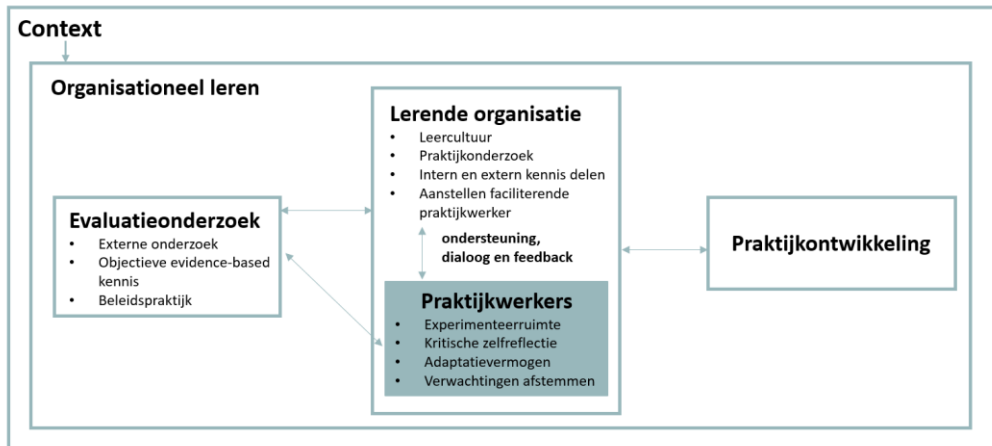 Context
Organisationeel leren
Evaluatieonderzoek
• Externe onderzoek
• Objectieve evidence-based
kennis
• Beleidspraktijk
Lerende organisatie
• Leercultuur
• Praktijkonderzoek
• Intern en extern kennis delen
• Aanstellen faciliterende
praktijkwerker
ondersteuning,
dialoog en feedback
Praktijkwerkers
• Experimenteerruimte
• Kritische zelfreflectie
• Adaptatievermogen
• Verwachtingen afstemmen
Praktijkontwikkeling